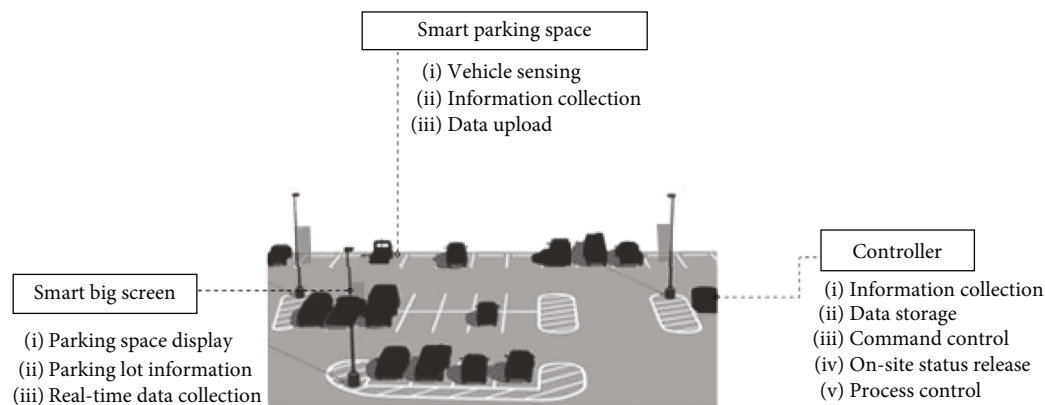 Smart parking space
(i) Vehicle sensing
(ii) Information collection
(iii) Data upload
Smart big screen
(i) Parking space display
(ii) Parking lot information
(iii) Real-time data collection
Controller
(i) Information collection
(ii) Data storage
(iii) Command control
(iv) On-site status release
(v) Process control